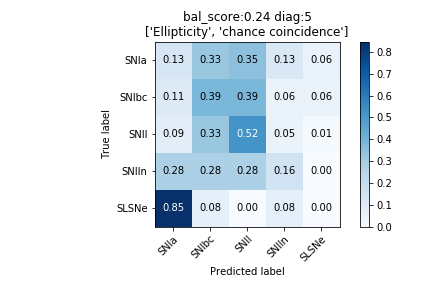 bal_score:0.24 diag:5
['Ellipticity', 'chance coincidence']
True label
SNIa 0.13 0.33 0.35 0.13 0.06
SNIbc 0.11 0.39 0.39 0.06 0.06
SNII 0.09 0.33 0.52 0.05 0.01
SNIIn 0.28 0.28 0.28 0.16 0.00
SLSNe 0.85 0.08 0.00 0.08 0.00
SNIa SNIbc SNII SNIIn SLSNe
Predicted label
0.8
0.7
0.6
0.5
0.4
0.3
0.2
0.1
0.0